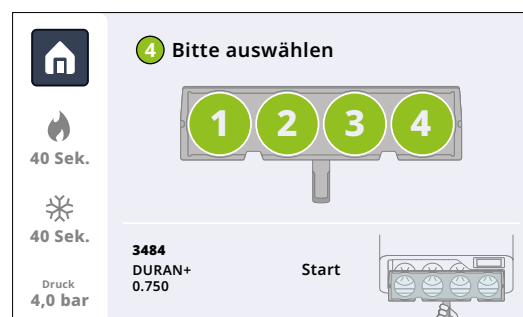 4 Bitte auswählen
1 2 3 4
40 Sek.
40 Sek.
Druck
4,0 bar
3484
DURAN+
0.750
Start